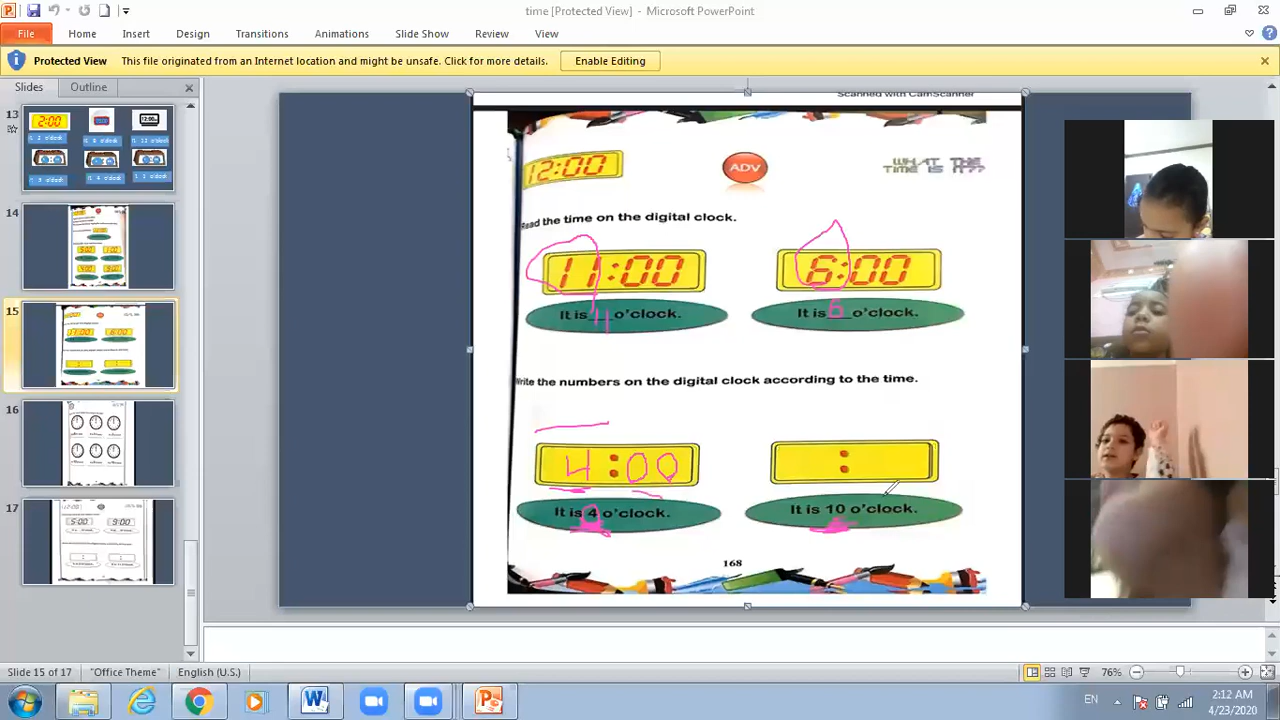 time [Protected View] - Microsoft PowerPoint
File Home Insert Design Transitions Animations Slide Show Review View
Protected View This file originated from an Internet location and might be unsafe. Click for more details. Enable Editing
Slides Outline
13
2:00
14
15
16
17
5:00 9:00
Scanned with CamScanner
12:00
ADV
WHAT THE
TIME IS IT??
Read the time on the digital clock.
11:00 6:00
It is 11 o'clock. It is 6 o'clock.
Write the numbers on the digital clock according to the time.
4:00 :
It is 4 o'clock. It is 10 o'clock.
168
Slide 15 of 17 "Office Theme" English (U.S.) 76%
EN 2:12 AM
4/23/2020